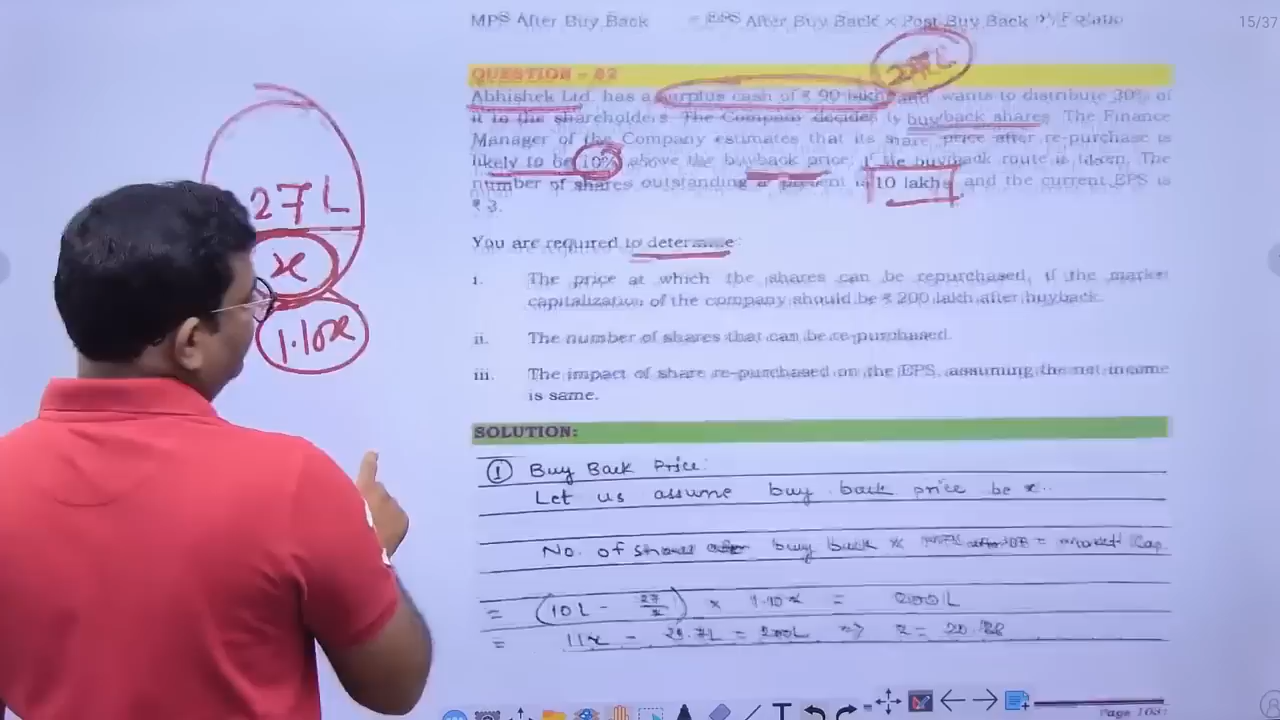 MPS After Buy Back = EPS After Buy Back × Post Buy Back P/E Ratio
15/37
27L
QUESTION - 02
Abhishek Ltd. has a surplus cash of ₹ 90 lakhs and wants to distribute 30% of
it to the shareholders. The Company decides to buyback shares. The Finance
Manager of the Company estimates that its share price after re-purchase is
likely to be 10% above the buyback price, if the buyback route is taken. The
number of shares outstanding at present is 10 lakhs and the current EPS is
₹ 3.
You are required to determine:
i. The price at which the shares can be repurchased, if the market
capitalization of the company should be ₹ 200 lakh after buyback.
ii. The number of shares that can be re-purchased.
iii. The impact of share re-purchased on the EPS, assuming the net income
is same.
27 L
x
1.10x
SOLUTION:
① Buy Back Price:
Let us assume buy back price be x.
No. of shares after buy back × = market Cap
= (10L - 27/x) × 1.10x = 200L
= 11x - 29.7L = 200L => x = 20.88
T
Page 103